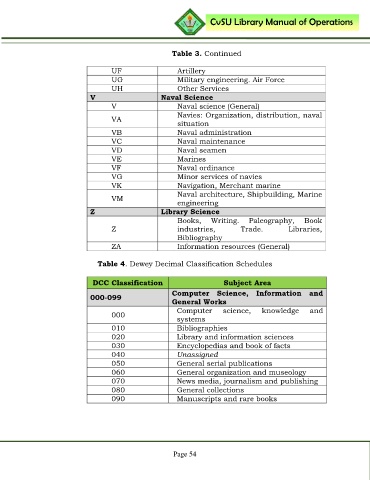 CvSU Library Manual of Operations
Table 3. Continued
UF Artillery
UG Military engineering. Air Force
UH Other Services
V Naval Science
V Naval science (General)
VA Navies: Organization, distribution, naval
situation
VB Naval administration
VC Naval maintenance
VD Naval seamen
VE Marines
VF Naval ordinance
VG Minor services of navies
VK Navigation, Merchant marine
VM Naval architecture, Shipbuilding, Marine
engineering
Z Library Science
Z Books, Writing. Paleography, Book
industries, Trade. Libraries,
Bibliography
ZA Information resources (General)
Table 4. Dewey Decimal Classification Schedules
DCC Classification Subject Area
000-099 Computer Science, Information and
General Works
000 Computer science, knowledge and
systems
010 Bibliographies
020 Library and information sciences
030 Encyclopedias and book of facts
040 Unassigned
050 General serial publications
060 General organization and museology
070 News media, journalism and publishing
080 General collections
090 Manuscripts and rare books
Page 54